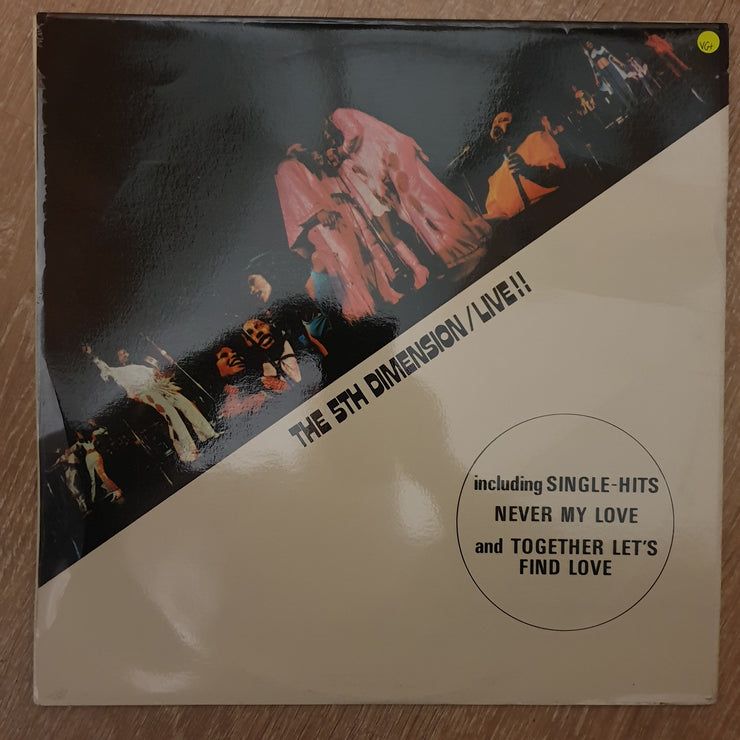 VG+
THE 5TH DIMENSION/LIVE!!
including SINGLE-HITS
NEVER MY LOVE
and TOGETHER LET'S
FIND LOVE